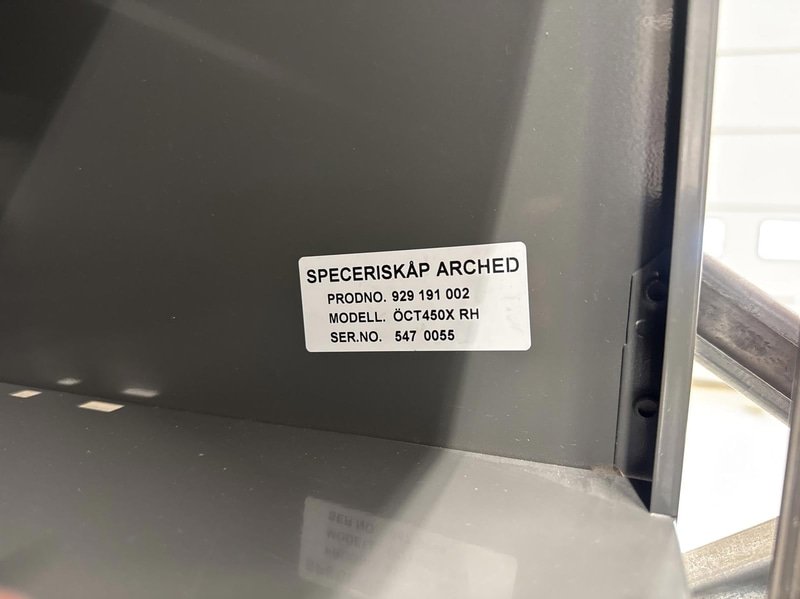 SPECERISKÅP ARCHED
PRODNO. 929 191 002
MODELL. ÖCT450X RH
SER.NO. 547 0055